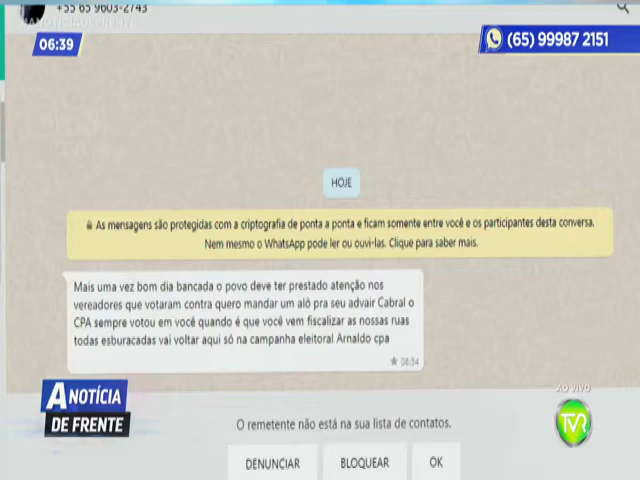 +55 65 9603-2743
06:39
(65) 99987 2151
HOJE
As mensagens são protegidas com a criptografia de ponta a ponta e ficam somente entre você e os participantes desta conversa.
Nem mesmo o WhatsApp pode ler ou ouvi-las. Clique para saber mais.
Mais uma vez bom dia bancada o povo deve ter prestado atenção nos
vereadores que votaram contra quero mandar um alô pra seu advair Cabral o
CPA sempre votou em você quando é que você vem fiscalizar as nossas ruas
todas esburacadas vai voltar aqui só na campanha eleitoral Arnaldo cpa
06:34
A NOTÍCIA
DE FRENTE
AO VIVO
TVR
O remetente não está na sua lista de contatos.
DENUNCIAR
BLOQUEAR
OK